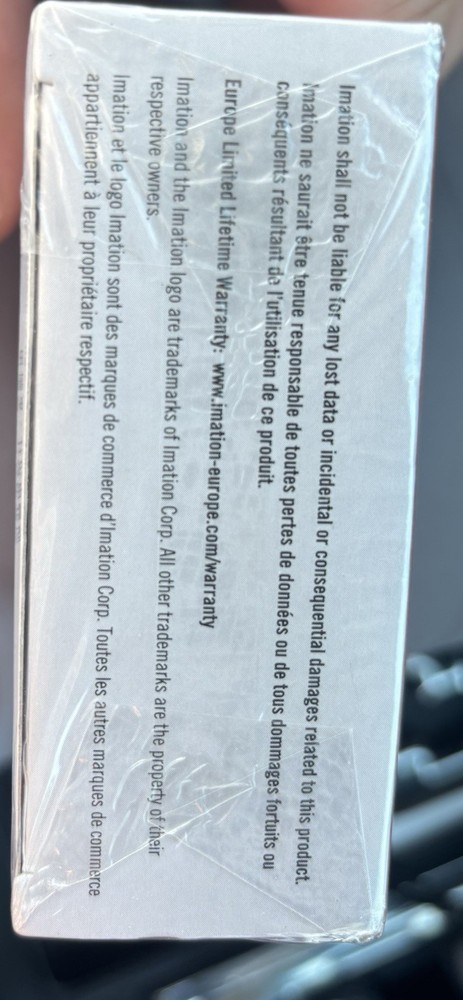 Imation shall not be liable for any lost data or incidental or consequential damages related to this product.
Imation ne saurait être tenue responsable de toutes pertes de données ou de tous dommages fortuits ou
conséquents résultant de l'utilisation de ce produit.
Europe Limited Lifetime Warranty: www.imation-europe.com/warranty
Imation and the Imation logo are trademarks of Imation Corp. All other trademarks are the property of their
respective owners.
Imation et le logo Imation sont des marques de commerce d'Imation Corp. Toutes les autres marques de commerce
appartiennent à leur propriétaire respectif.